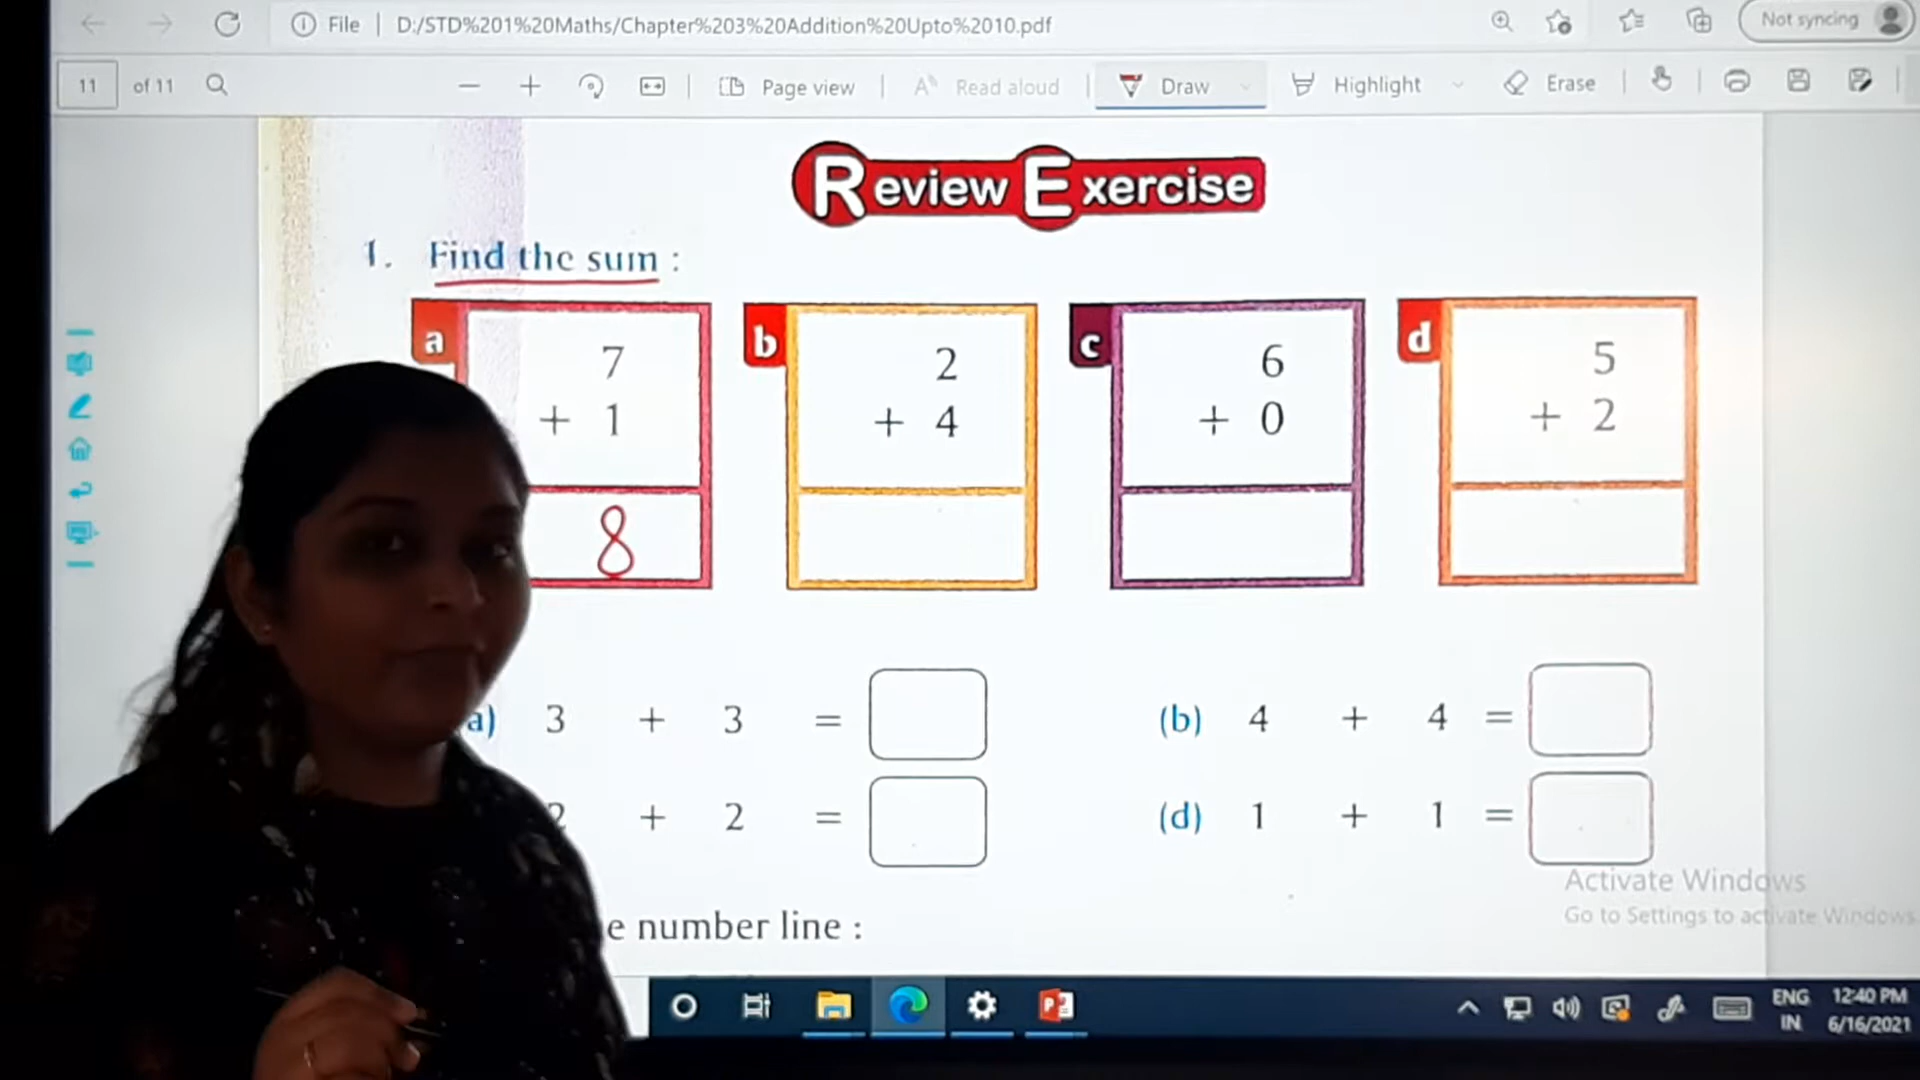 File | D:/STD%201%20Maths/Chapter%203%20Addition%20Upto%2010.pdf
Not syncing
11 of 11
Page view
Read aloud
Draw
Highlight
Erase
Review Exercise
1. Find the sum :
a b c d
7 2 6 5
+ 1 + 4 + 0 + 2
8
a) 3 + 3 = (b) 4 + 4 =
2 + 2 = (d) 1 + 1 =
Activate Windows
Go to Settings to activate Windows
e number line :
ENG 12:40 PM
IN 6/16/2021